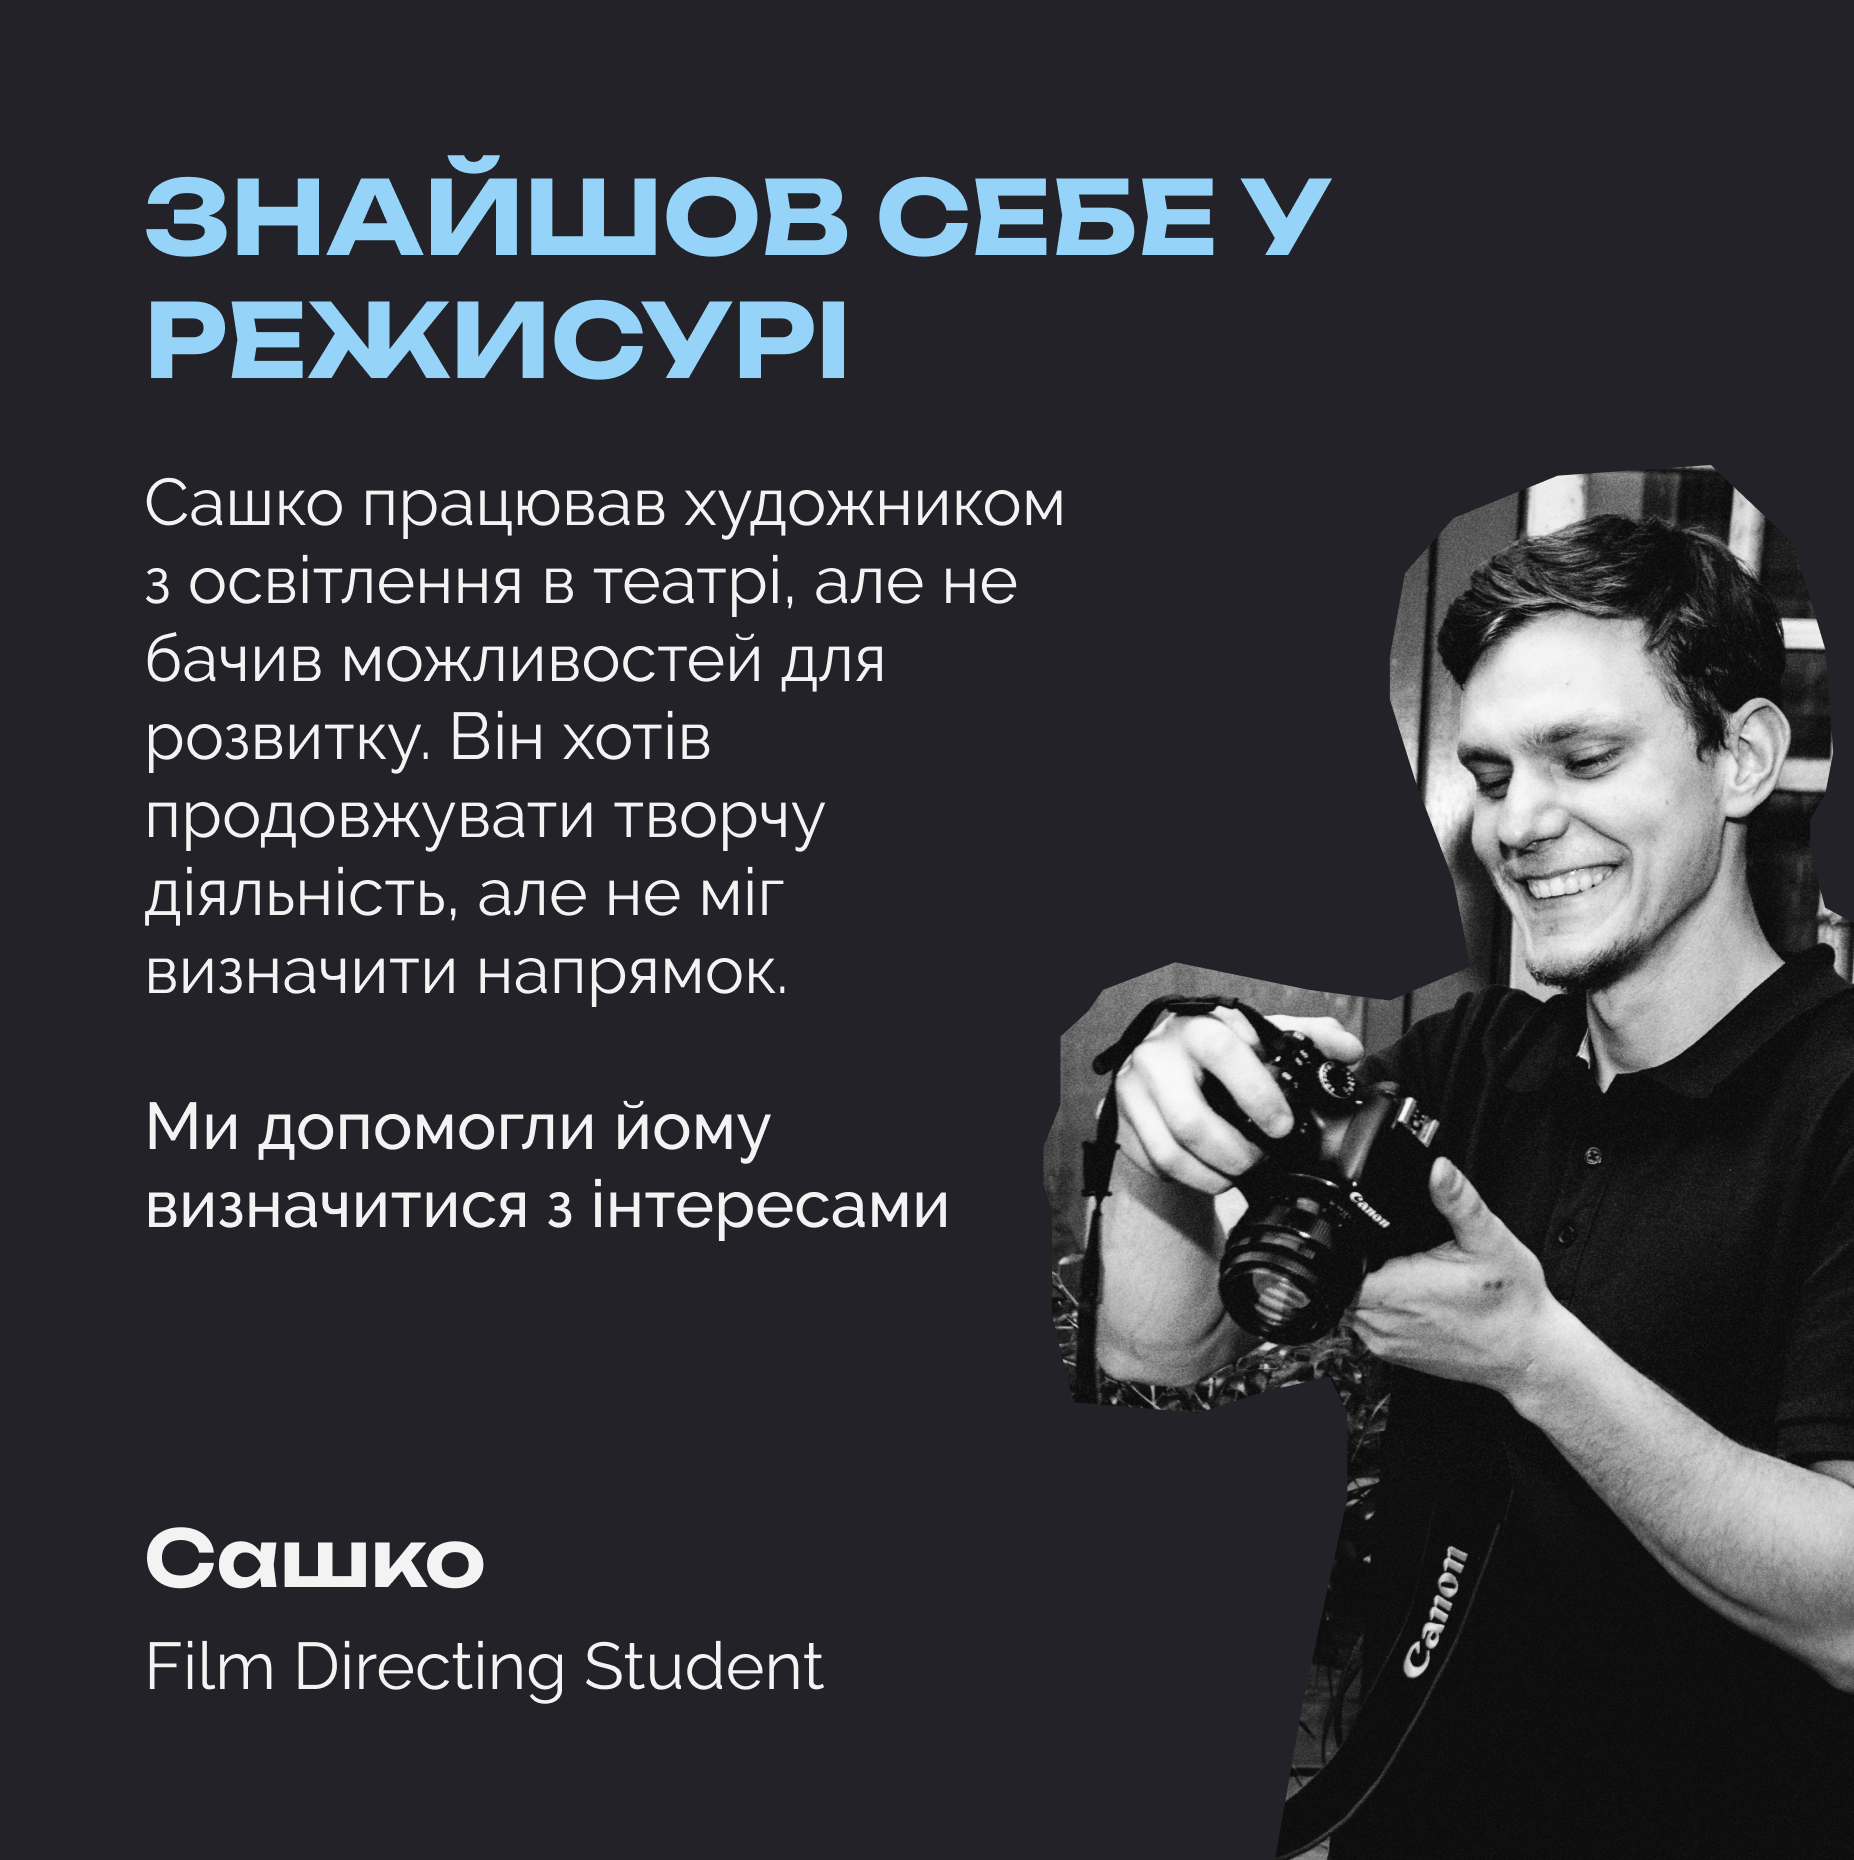 ЗНАЙШОВ СЕБЕ У
РЕЖИСУРІ
Сашко працював художником
з освітлення в театрі, але не
бачив можливостей для
розвитку. Він хотів
продовжувати творчу
діяльність, але не міг
визначити напрямок.
Ми допомогли йому
визначитися з інтересами
Canon
Сашко
Film Directing Student
Canon